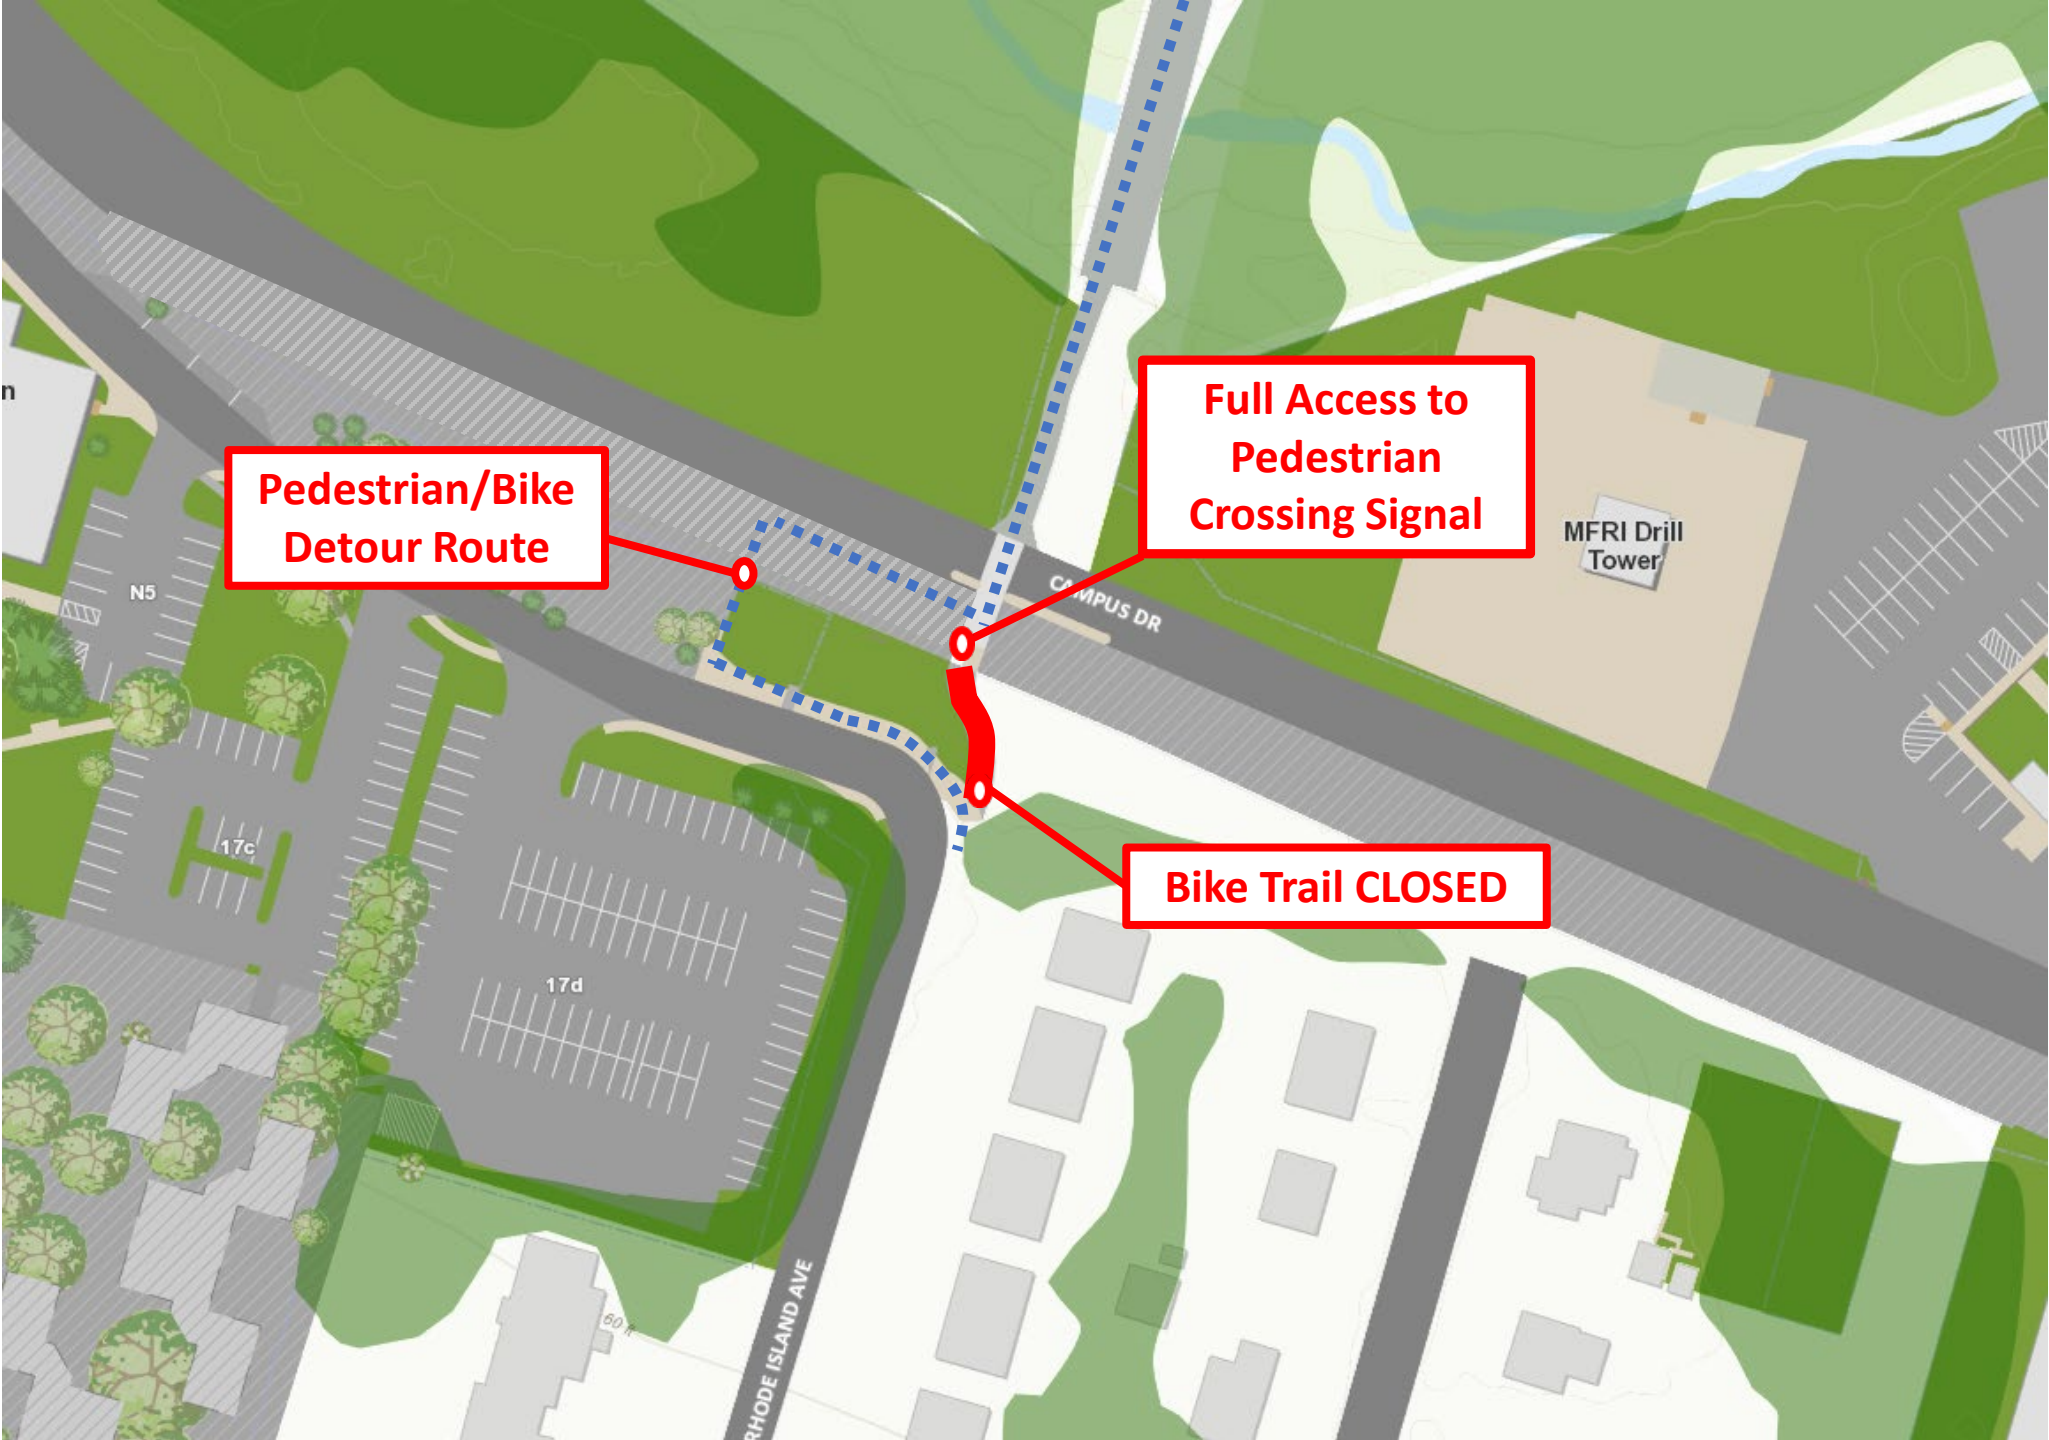 n
Full Access to
Pedestrian
Crossing Signal
Pedestrian/Bike
Detour Route
MFRI Drill
Tower
N5
CAMPUS DR
17c
Bike Trail CLOSED
17d
RHODE ISLAND AVE
60 ft